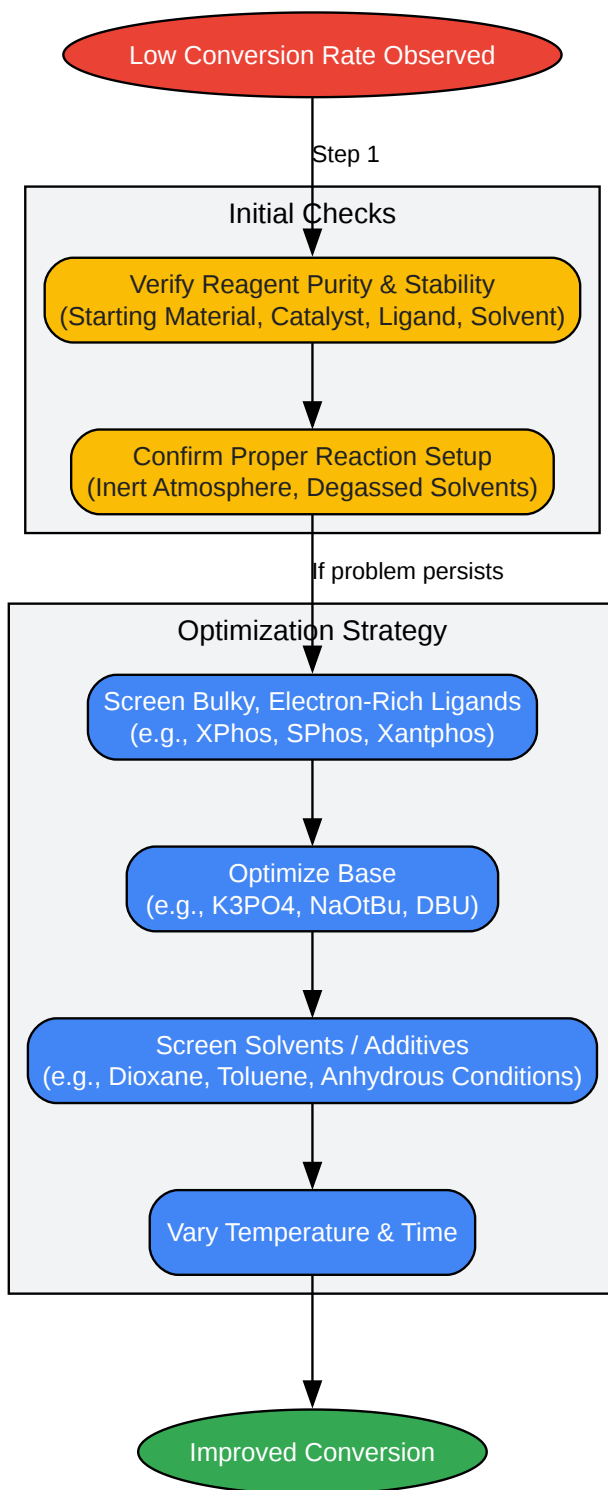 Low Conversion Rate Observed
Step 1
Initial Checks
Verify Reagent Purity & Stability
(Starting Material, Catalyst, Ligand, Solvent)
Confirm Proper Reaction Setup
(Inert Atmosphere, Degassed Solvents)
If problem persists
Optimization Strategy
Screen Bulky, Electron-Rich Ligands
(e.g., XPhos, SPhos, Xantphos)
Optimize Base
(e.g., K3PO4, NaOtBu, DBU)
Screen Solvents / Additives
(e.g., Dioxane, Toluene, Anhydrous Conditions)
Vary Temperature & Time
Improved Conversion